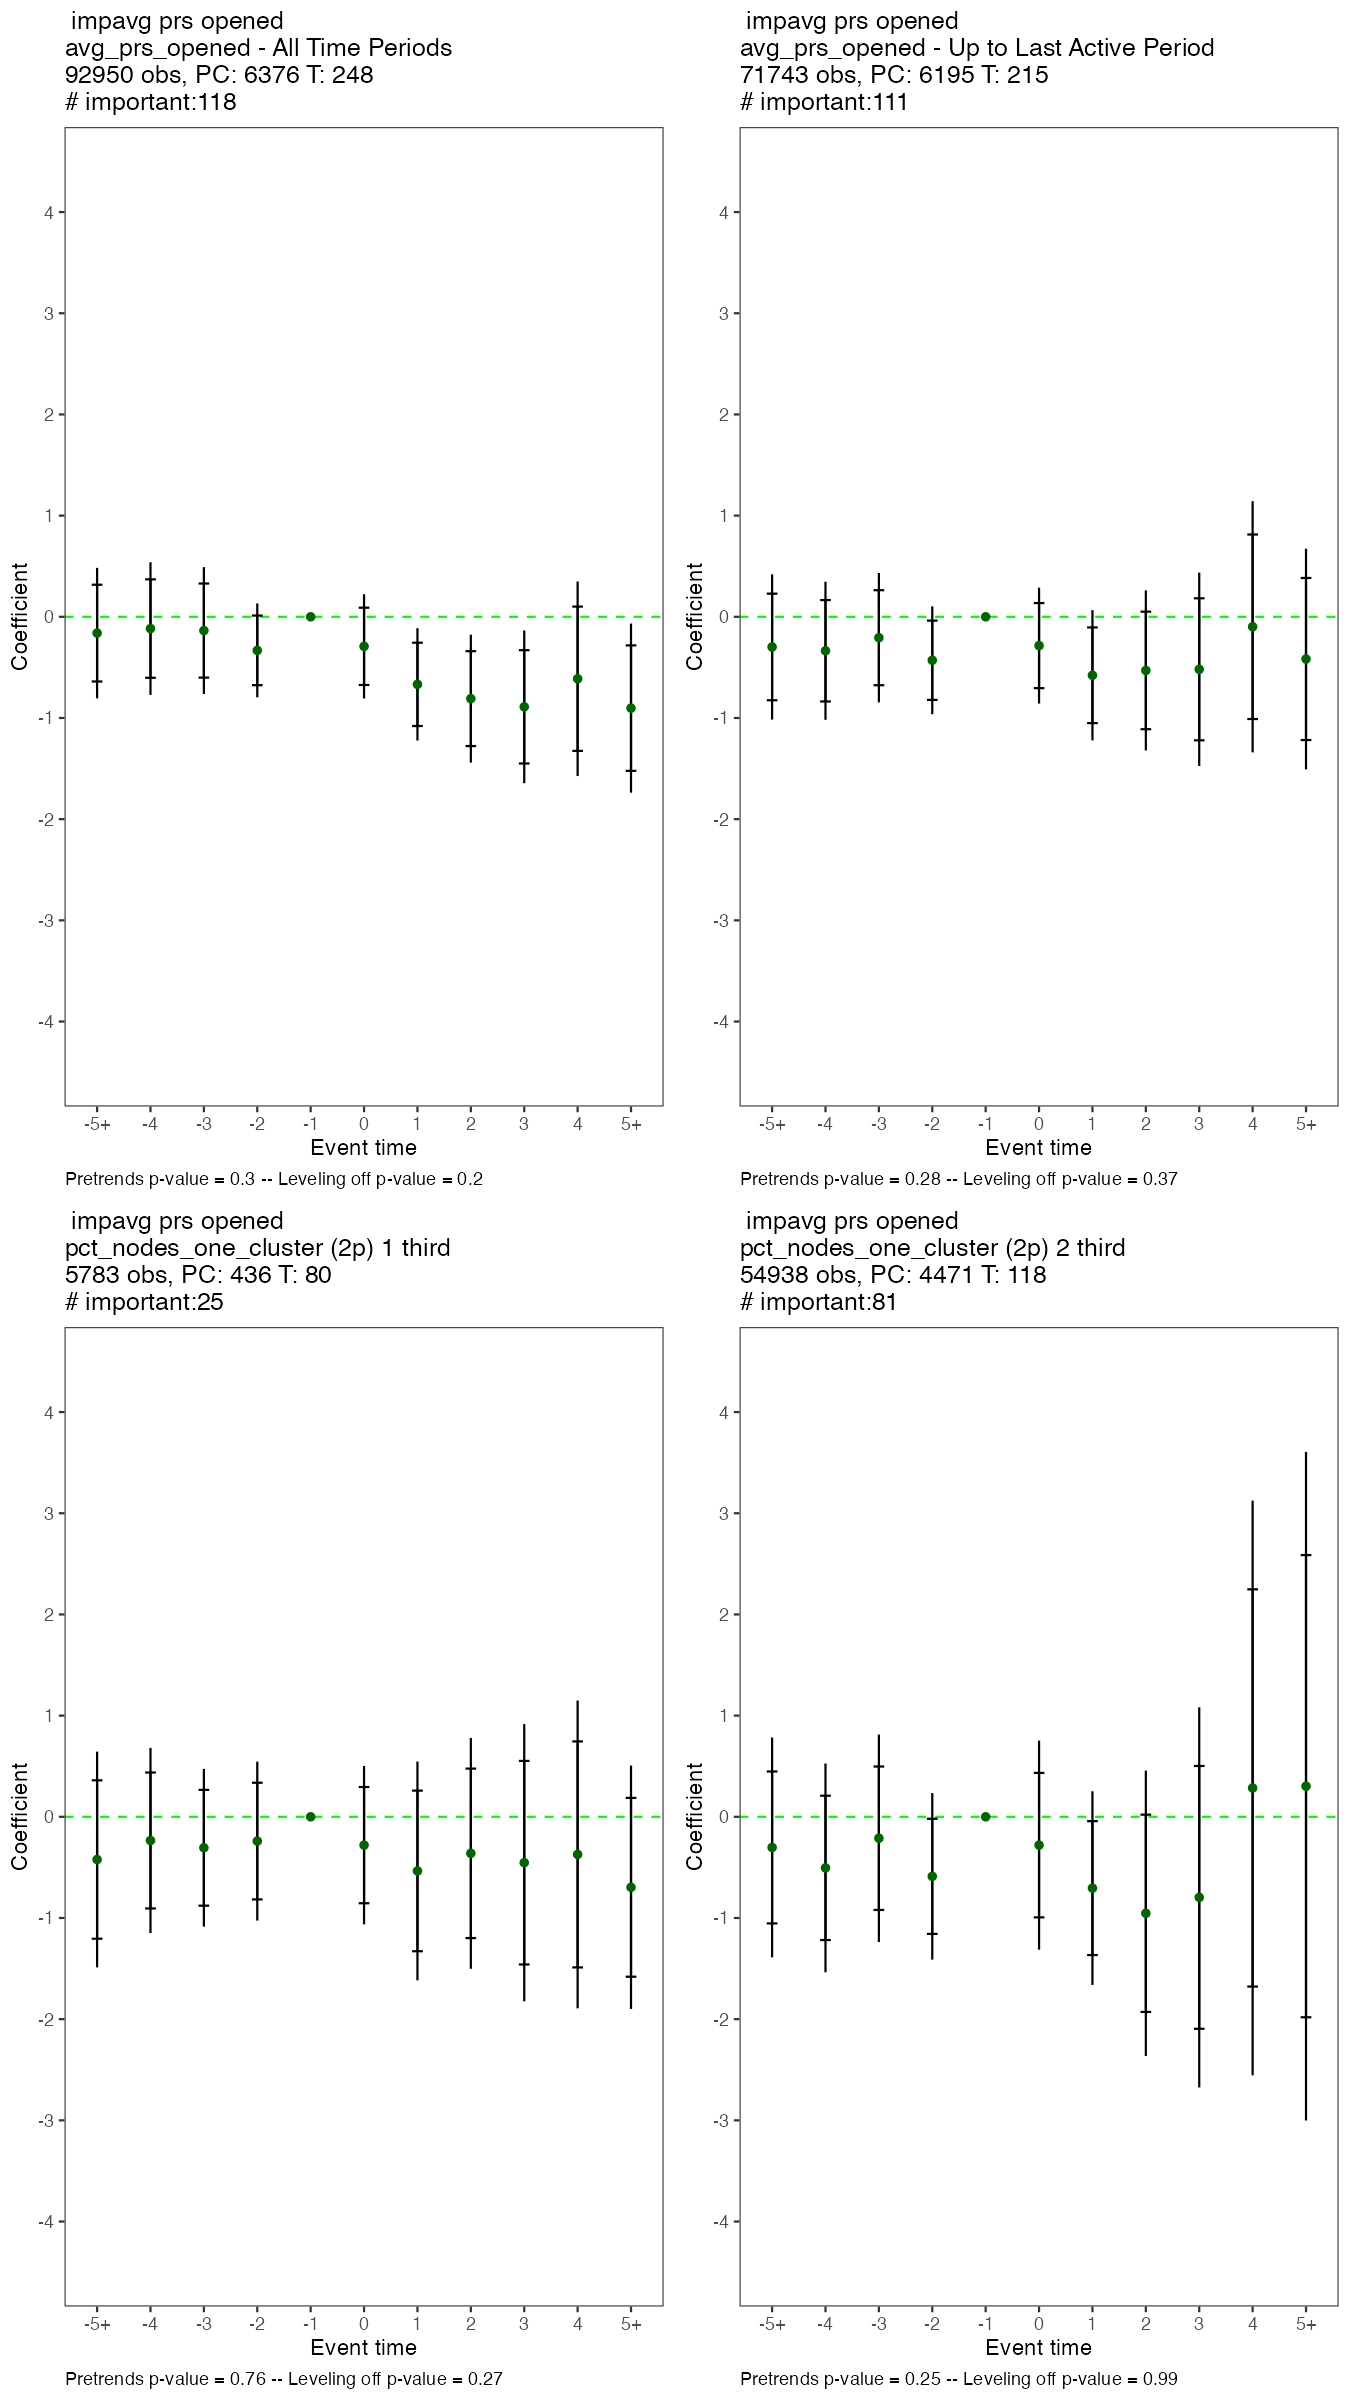 impavg prs opened
avg_prs_opened - All Time Periods
92950 obs, PC: 6376 T: 248
# important:118
4
3
2
1
0
-1
-2
-3
-4
Coefficient
-5+ -4 -3 -2 -1 0 1 2 3 4 5+
Event time
Pretrends p-value = 0.3 -- Leveling off p-value = 0.2
impavg prs opened
avg_prs_opened - Up to Last Active Period
71743 obs, PC: 6195 T: 215
# important:111
4
3
2
1
0
-1
-2
-3
-4
Coefficient
-5+ -4 -3 -2 -1 0 1 2 3 4 5+
Event time
Pretrends p-value = 0.28 -- Leveling off p-value = 0.37
impavg prs opened
pct_nodes_one_cluster (2p) 1 third
5783 obs, PC: 436 T: 80
# important:25
4
3
2
1
0
-1
-2
-3
-4
Coefficient
-5+ -4 -3 -2 -1 0 1 2 3 4 5+
Event time
Pretrends p-value = 0.76 -- Leveling off p-value = 0.27
impavg prs opened
pct_nodes_one_cluster (2p) 2 third
54938 obs, PC: 4471 T: 118
# important:81
4
3
2
1
0
-1
-2
-3
-4
Coefficient
-5+ -4 -3 -2 -1 0 1 2 3 4 5+
Event time
Pretrends p-value = 0.25 -- Leveling off p-value = 0.99